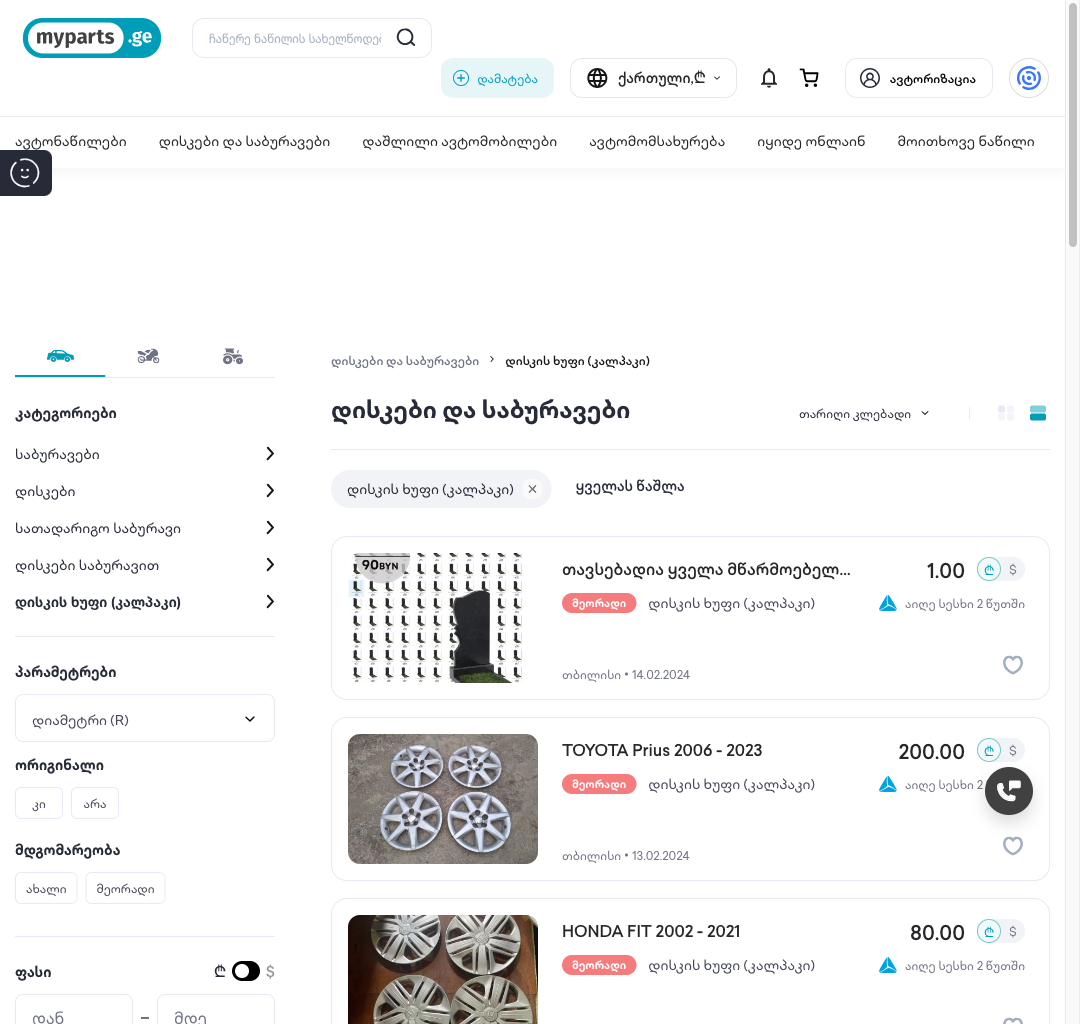 myparts .ge
ჩაწერე ნაწილის სახელწოდებ
დამატება
ქართული,₾
ავტორიზაცია
ავტონაწილები
დისკები და საბურავები
დაშლილი ავტომობილები
ავტომომსახურება
იყიდე ონლაინ
მოითხოვე ნაწილი
დისკები და საბურავები
დისკის ხუფი (კალპაკი)
კატეგორიები
საბურავები
დისკები
სათადარიგო საბურავი
დისკები საბურავით
დისკის ხუფი (კალპაკი)
პარამეტრები
დიამეტრი (R)
ორიგინალი
კი
არა
მდგომარეობა
ახალი
მეორადი
ფასი
₾ $
დან – მდე
დისკები და საბურავები
თარიღი კლებადი
დისკის ხუფი (კალპაკი)
ყველას წაშლა
90BYN
თავსებადია ყველა მწარმოებელ...
1.00 ₾ $
მეორადი დისკის ხუფი (კალპაკი)
აიღე სესხი 2 წუთში
თბილისი • 14.02.2024
TOYOTA Prius 2006 - 2023
200.00 ₾ $
მეორადი დისკის ხუფი (კალპაკი)
აიღე სესხი 2
თბილისი • 13.02.2024
HONDA FIT 2002 - 2021
80.00 ₾ $
მეორადი დისკის ხუფი (კალპაკი)
აიღე სესხი 2 წუთში